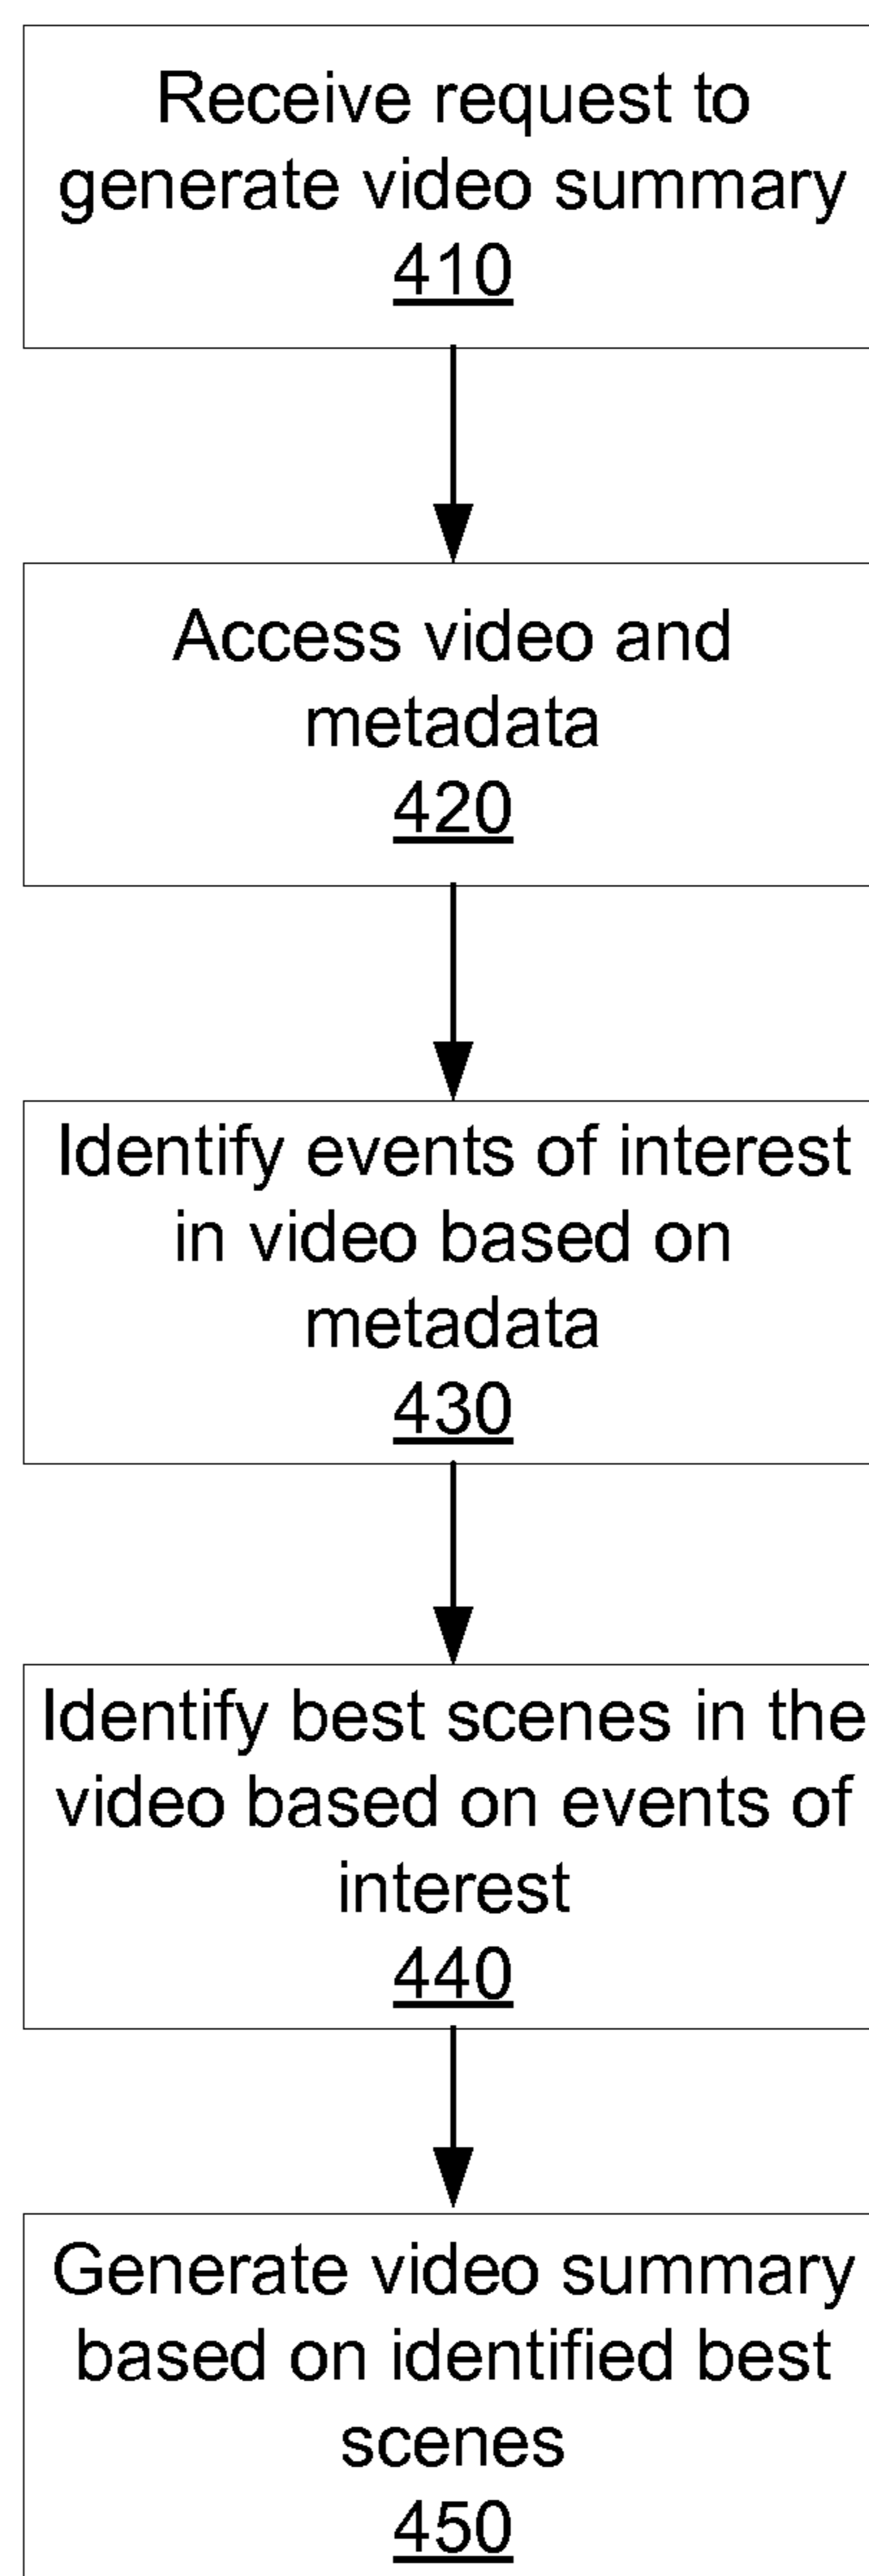 Receive request to
generate video summary
410
Access video and
metadata
420
Identify events of interest
in video based on
metadata
430
Identify best scenes in the
video based on events of
interest
440
Generate video summary
based on identified best
scenes
450